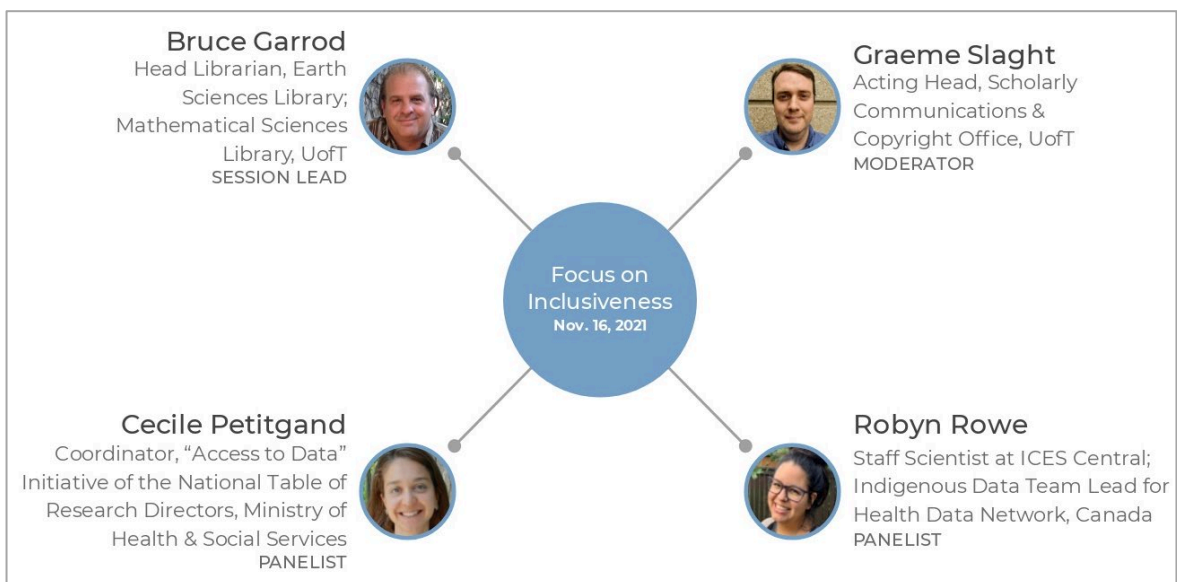 Bruce Garrod
Head Librarian, Earth
Sciences Library;
Mathematical Sciences
Library, UofT
SESSION LEAD
Graeme Slaght
Acting Head, Scholarly
Communications &
Copyright Office, UofT
MODERATOR
Focus on
Inclusiveness
Nov. 16, 2021
Cecile Petitgand
Coordinator, “Access to Data”
Initiative of the National Table of
Research Directors, Ministry of
Health & Social Services
PANELIST
Robyn Rowe
Staff Scientist at ICES Central;
Indigenous Data Team Lead for
Health Data Network, Canada
PANELIST